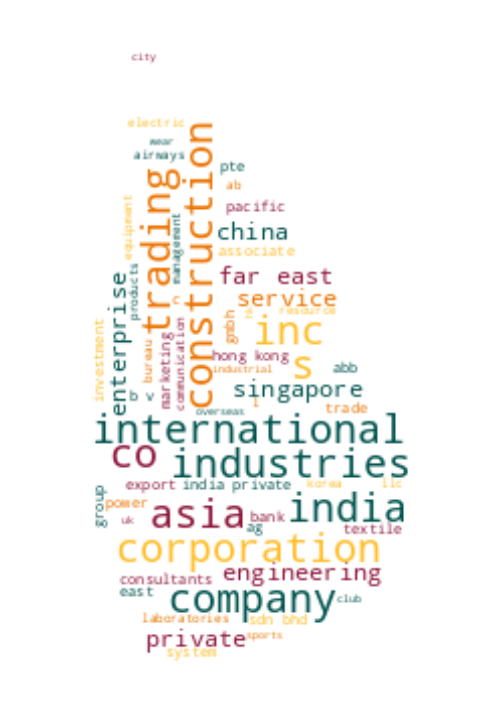 city
electric
wear
airways
construction
pte
trading
ab
equipment
pacific
management
china
associate
products
far east
enterprise
service
c
resource
gmbh
inc
investment
communication
marketing
bureau
hong kong
s
industrial
abb
singapore
b
v
l
trade
overseas
international
co
industries
export
india private
korea
llc
group
power
asia
bank
india
uk
ag
textile
corporation
consultants
engineering
east
company
club
laboratories
sdn bhd
private
sports
system